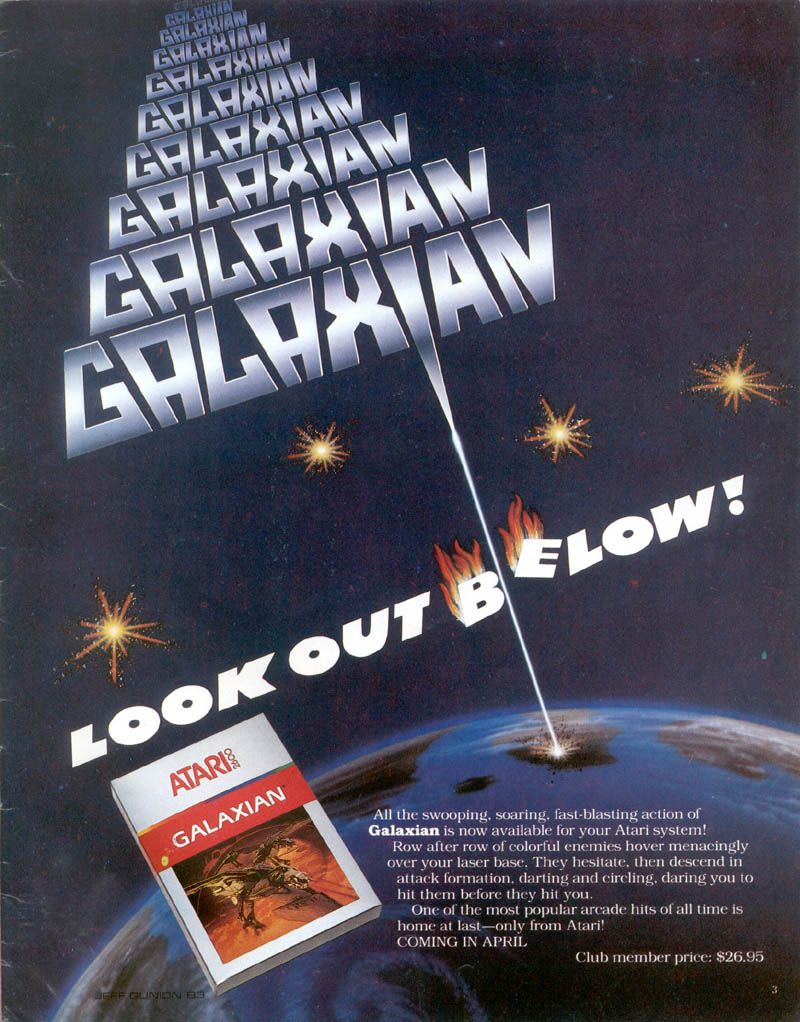 GALAXIAN
GALAXIAN
GALAXIAN
GALAXIAN
GALAXIAN
GALAXIAN
GALAXIAN
GALAXIAN
GALAXIAN
LOOK OUT BELOW!
ATARI 2600
GALAXIAN
All the swooping, soaring, fast-blasting action of
Galaxian is now available for your Atari system!
Row after row of colorful enemies hover menacingly
over your laser base. They hesitate, then descend in
attack formation, darting and circling, daring you to
hit them before they hit you.
One of the most popular arcade hits of all time is
home at last—only from Atari!
COMING IN APRIL
Club member price: $26.95
JEFF GUNION 83
3